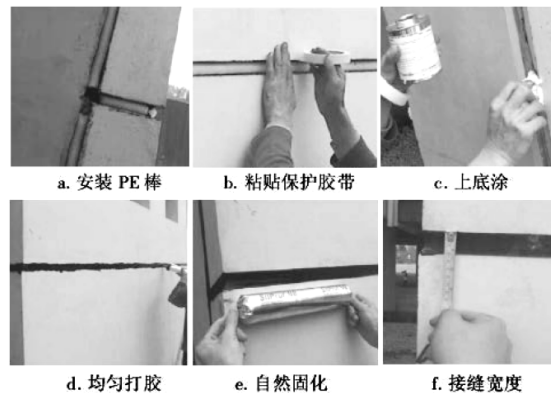 a. 安装 PE 棒
b. 粘贴保护胶带
c. 上底涂
d. 均匀打胶
e. 自然固化
f. 接缝宽度